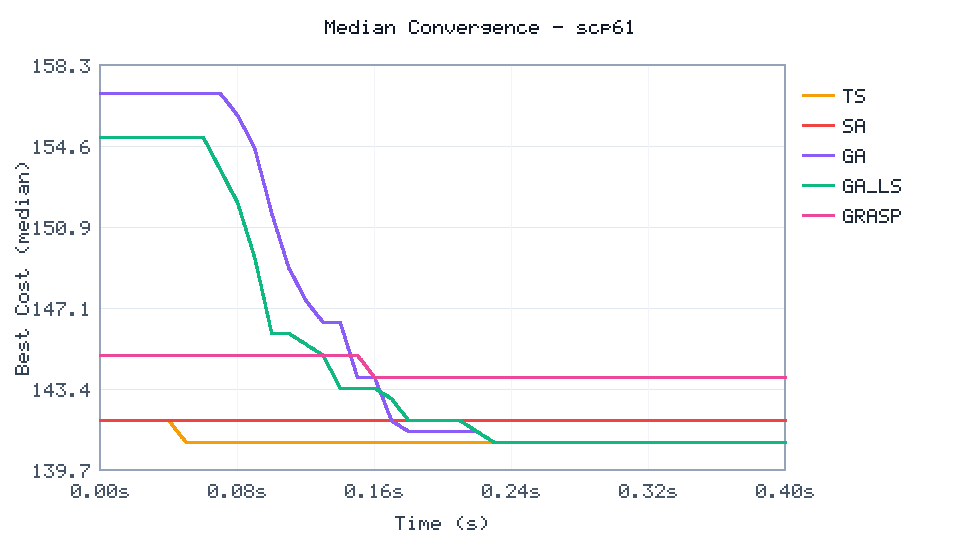 Median Convergence - scp61
158.3
154.6
150.9
147.1
143.4
139.7
Best Cost (median)
0.00s 0.08s 0.16s 0.24s 0.32s 0.40s
Time (s)
TS
SA
GA
GA_LS
GRASP